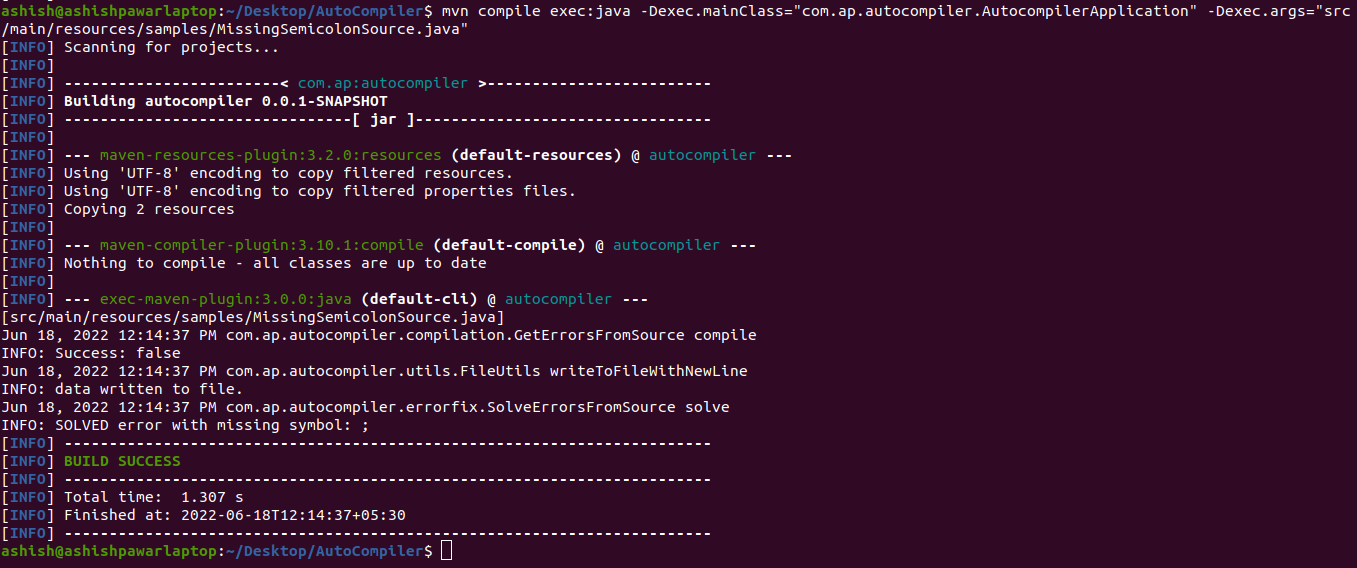 ashish@ashishpawarlaptop:~/Desktop/AutoCompiler$ mvn compile exec:java -Dexec.mainClass="com.ap.autocompiler.AutocompilerApplication" -Dexec.args="src
/main/resources/samples/MissingSemicolonSource.java"
[INFO] Scanning for projects...
[INFO]
[INFO] ------------------------< com.ap:autocompiler >-------------------------
[INFO] Building autocompiler 0.0.1-SNAPSHOT
[INFO] --------------------------------[ jar ]---------------------------------
[INFO]
[INFO] --- maven-resources-plugin:3.2.0:resources (default-resources) @ autocompiler ---
[INFO] Using 'UTF-8' encoding to copy filtered resources.
[INFO] Using 'UTF-8' encoding to copy filtered properties files.
[INFO] Copying 2 resources
[INFO]
[INFO] --- maven-compiler-plugin:3.10.1:compile (default-compile) @ autocompiler ---
[INFO] Nothing to compile - all classes are up to date
[INFO]
[INFO] --- exec-maven-plugin:3.0.0:java (default-cli) @ autocompiler ---
[src/main/resources/samples/MissingSemicolonSource.java]
Jun 18, 2022 12:14:37 PM com.ap.autocompiler.compilation.GetErrorsFromSource compile
INFO: Success: false
Jun 18, 2022 12:14:37 PM com.ap.autocompiler.utils.FileUtils writeToFileWithNewLine
INFO: data written to file.
Jun 18, 2022 12:14:37 PM com.ap.autocompiler.errorfix.SolveErrorsFromSource solve
INFO: SOLVED error with missing symbol: ;
[INFO] ------------------------------------------------------------------------
[INFO] BUILD SUCCESS
[INFO] ------------------------------------------------------------------------
[INFO] Total time:  1.307 s
[INFO] Finished at: 2022-06-18T12:14:37+05:30
[INFO] ------------------------------------------------------------------------
ashish@ashishpawarlaptop:~/Desktop/AutoCompiler$